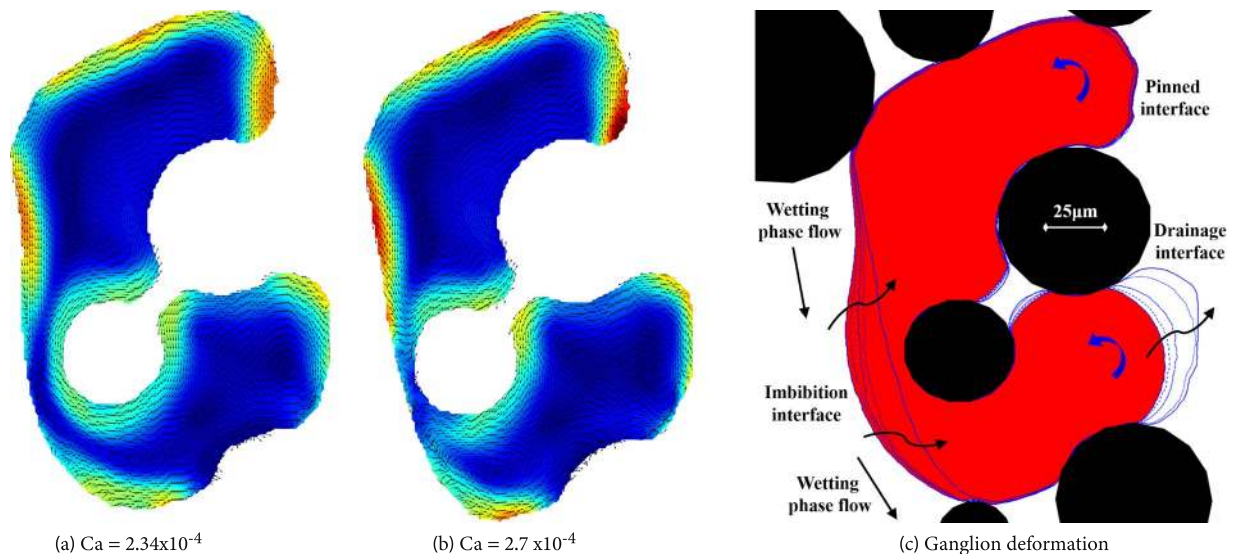 Pinned
interface
Wetting
phase flow
25μm
Drainage
interface
Imbibition
interface
Wetting
phase flow
(a) Ca = 2.34x10⁻⁴
(b) Ca = 2.7 x10⁻⁴
(c) Ganglion deformation